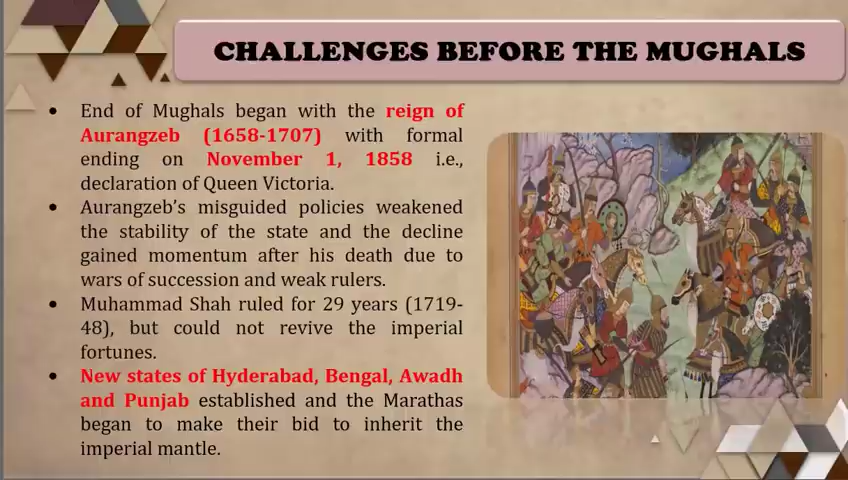 CHALLENGES BEFORE THE MUGHALS
• End of Mughals began with the reign of
Aurangzeb (1658-1707) with formal
ending on November 1, 1858 i.e.,
declaration of Queen Victoria.
• Aurangzeb's misguided policies weakened
the stability of the state and the decline
gained momentum after his death due to
wars of succession and weak rulers.
• Muhammad Shah ruled for 29 years (1719-
48), but could not revive the imperial
fortunes.
• New states of Hyderabad, Bengal, Awadh
and Punjab established and the Marathas
began to make their bid to inherit the
imperial mantle.